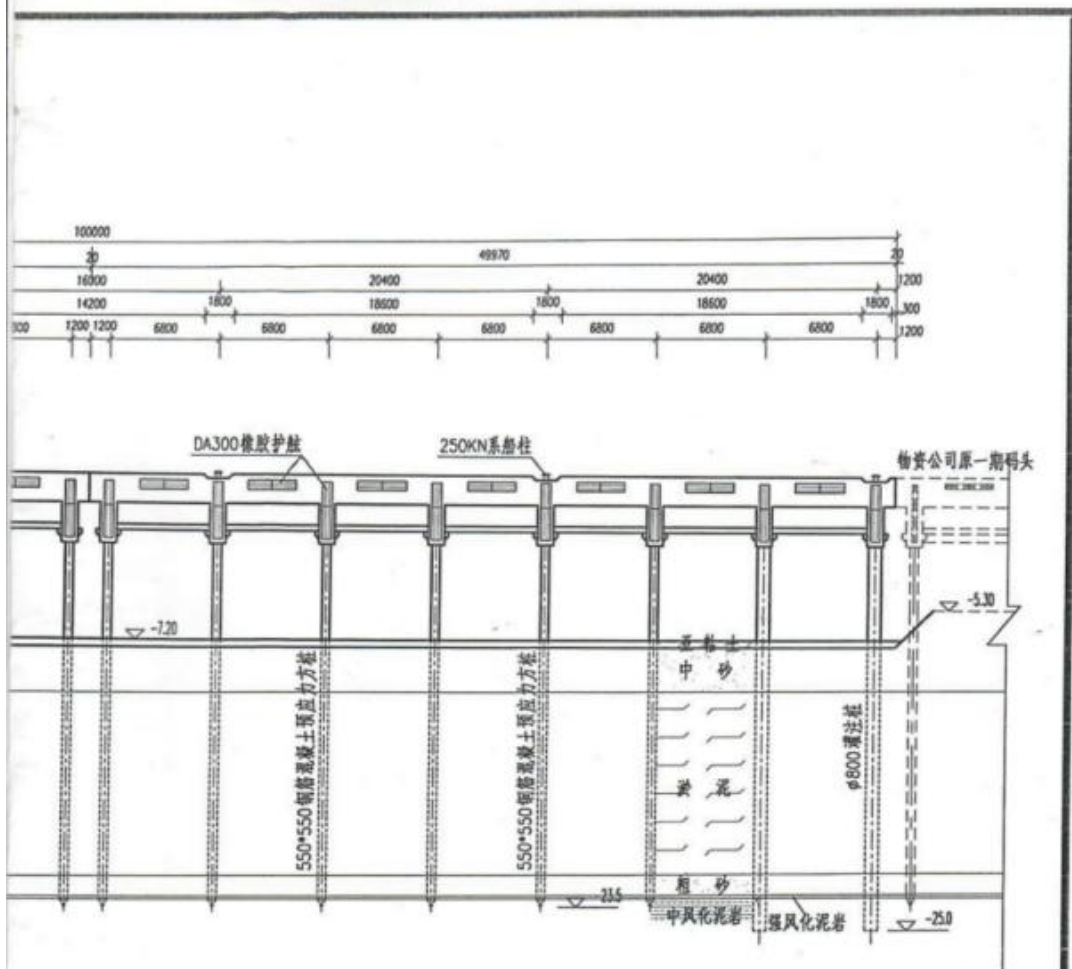 100000
20 49970 20
16000 20400 20400 1200
14200 1800 18600 1800 18600 1800 300
1200 1200 6800 6800 6800 6800 6800 6800 6800 1200
DA300橡胶护舷
250KN系船柱
物资公司原一期码头
-5.30
-7.20
亚粘土
中砂
550*550钢筋混凝土预应力方桩
550*550钢筋混凝土预应力方桩
φ800灌注桩
淤泥
粗砂
-23.5
中风化泥岩
强风化泥岩
-25.0